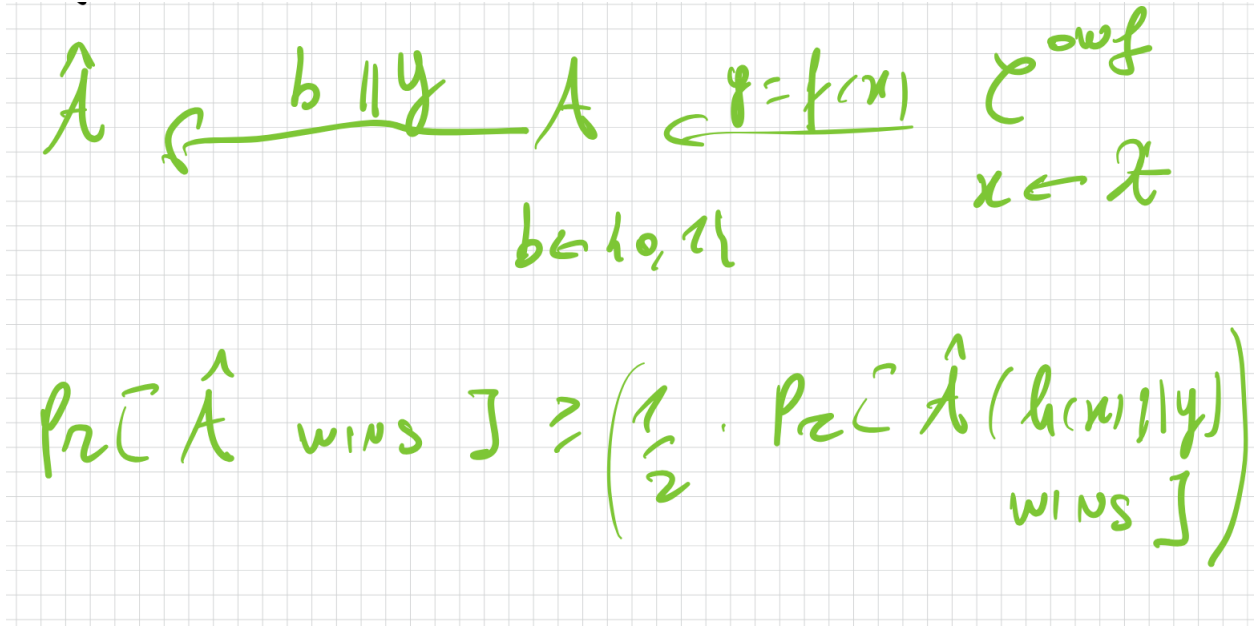 Â b || y A y = f(x) C^owf
x ← X
b ← {0,1}
Pr[ Â wins ] ≥ ( 1/2 · Pr[ Â(h(x)||y)
wins ] )